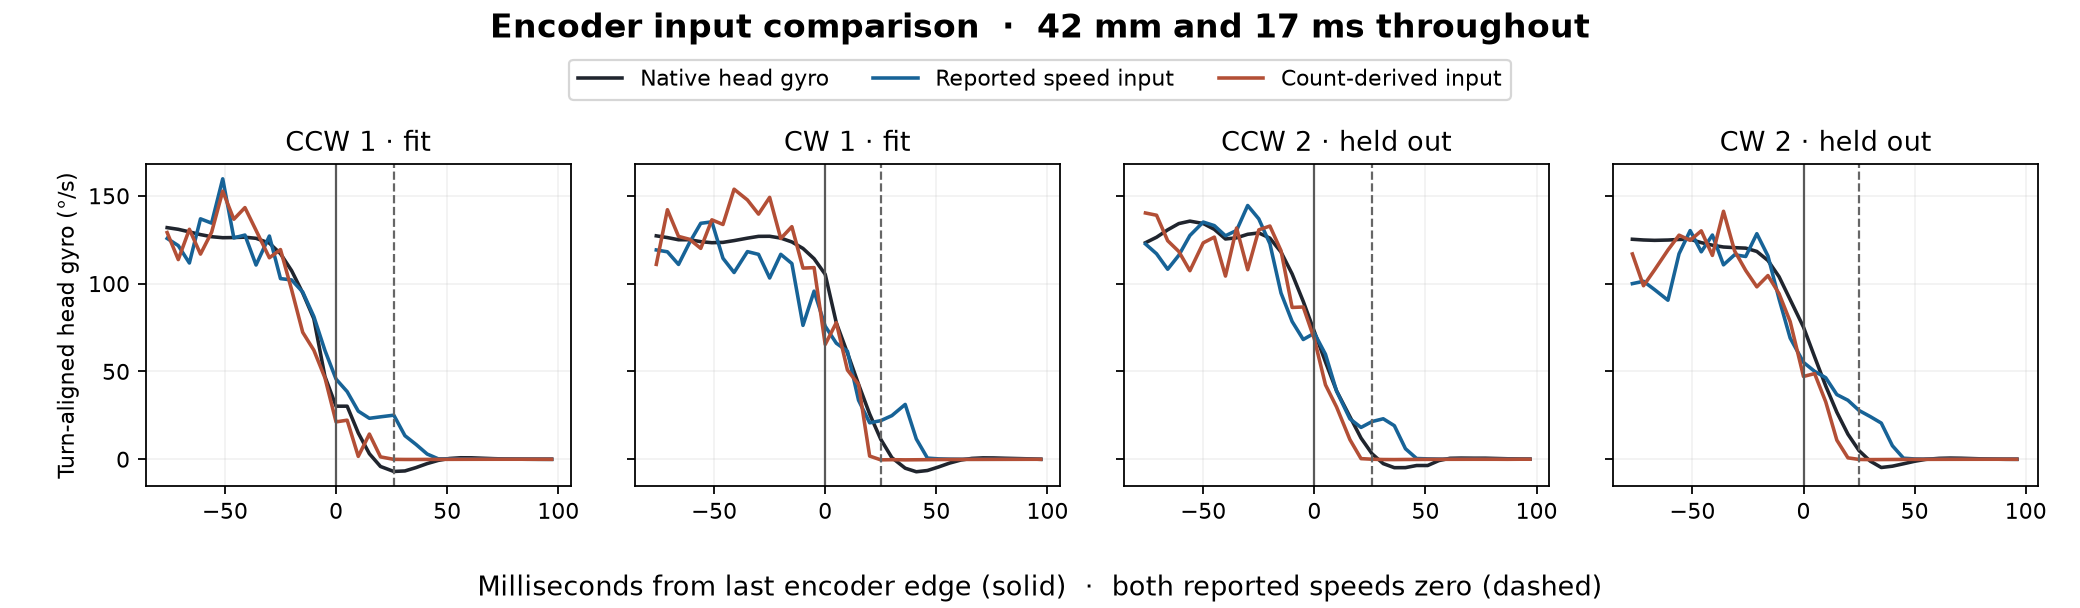 Encoder input comparison · 42 mm and 17 ms throughout
Native head gyro Reported speed input Count-derived input
CCW 1 · fit CW 1 · fit CCW 2 · held out CW 2 · held out
Turn-aligned head gyro (°/s)
150
100
50
0
−50 0 50 100 −50 0 50 100 −50 0 50 100 −50 0 50 100
Milliseconds from last encoder edge (solid) · both reported speeds zero (dashed)